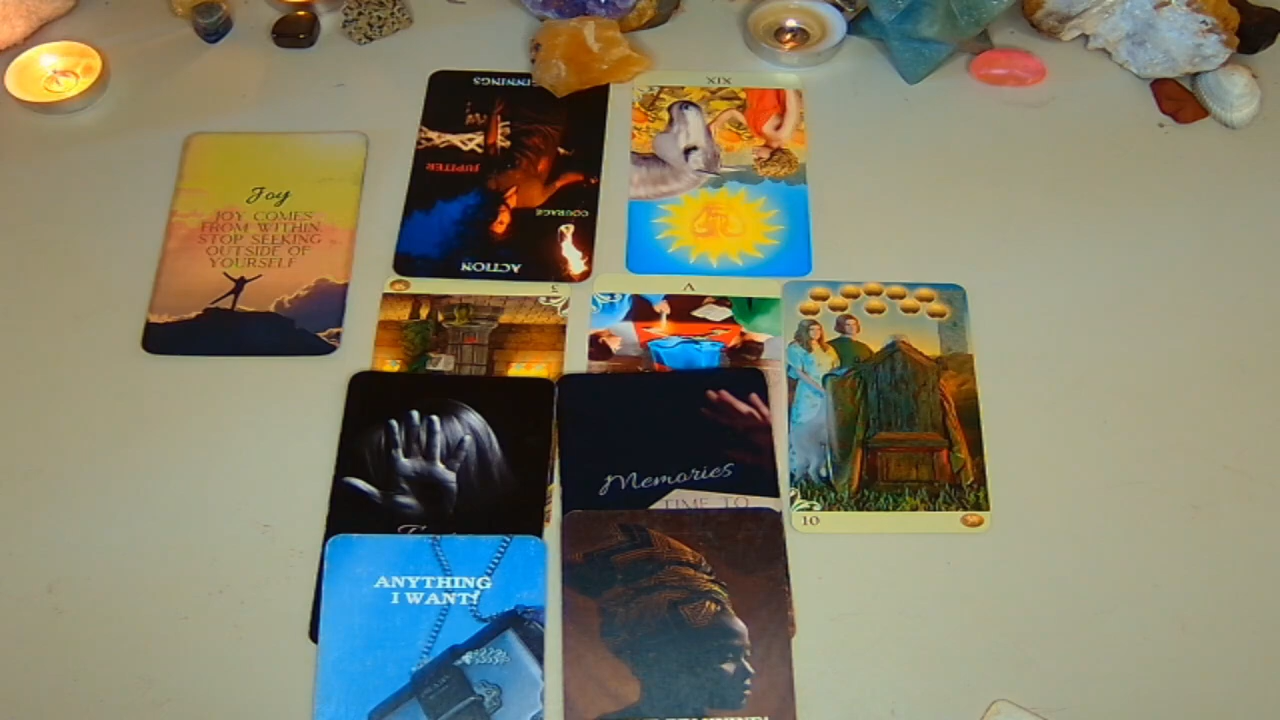 Joy
JOY COMES
FROM WITHIN.
STOP SEEKING
OUTSIDE OF
YOURSELF
JUPITER
COURAGE
ACTION
XIX
3
V
10
Memories
TIME TO
ANYTHING
I WANT!